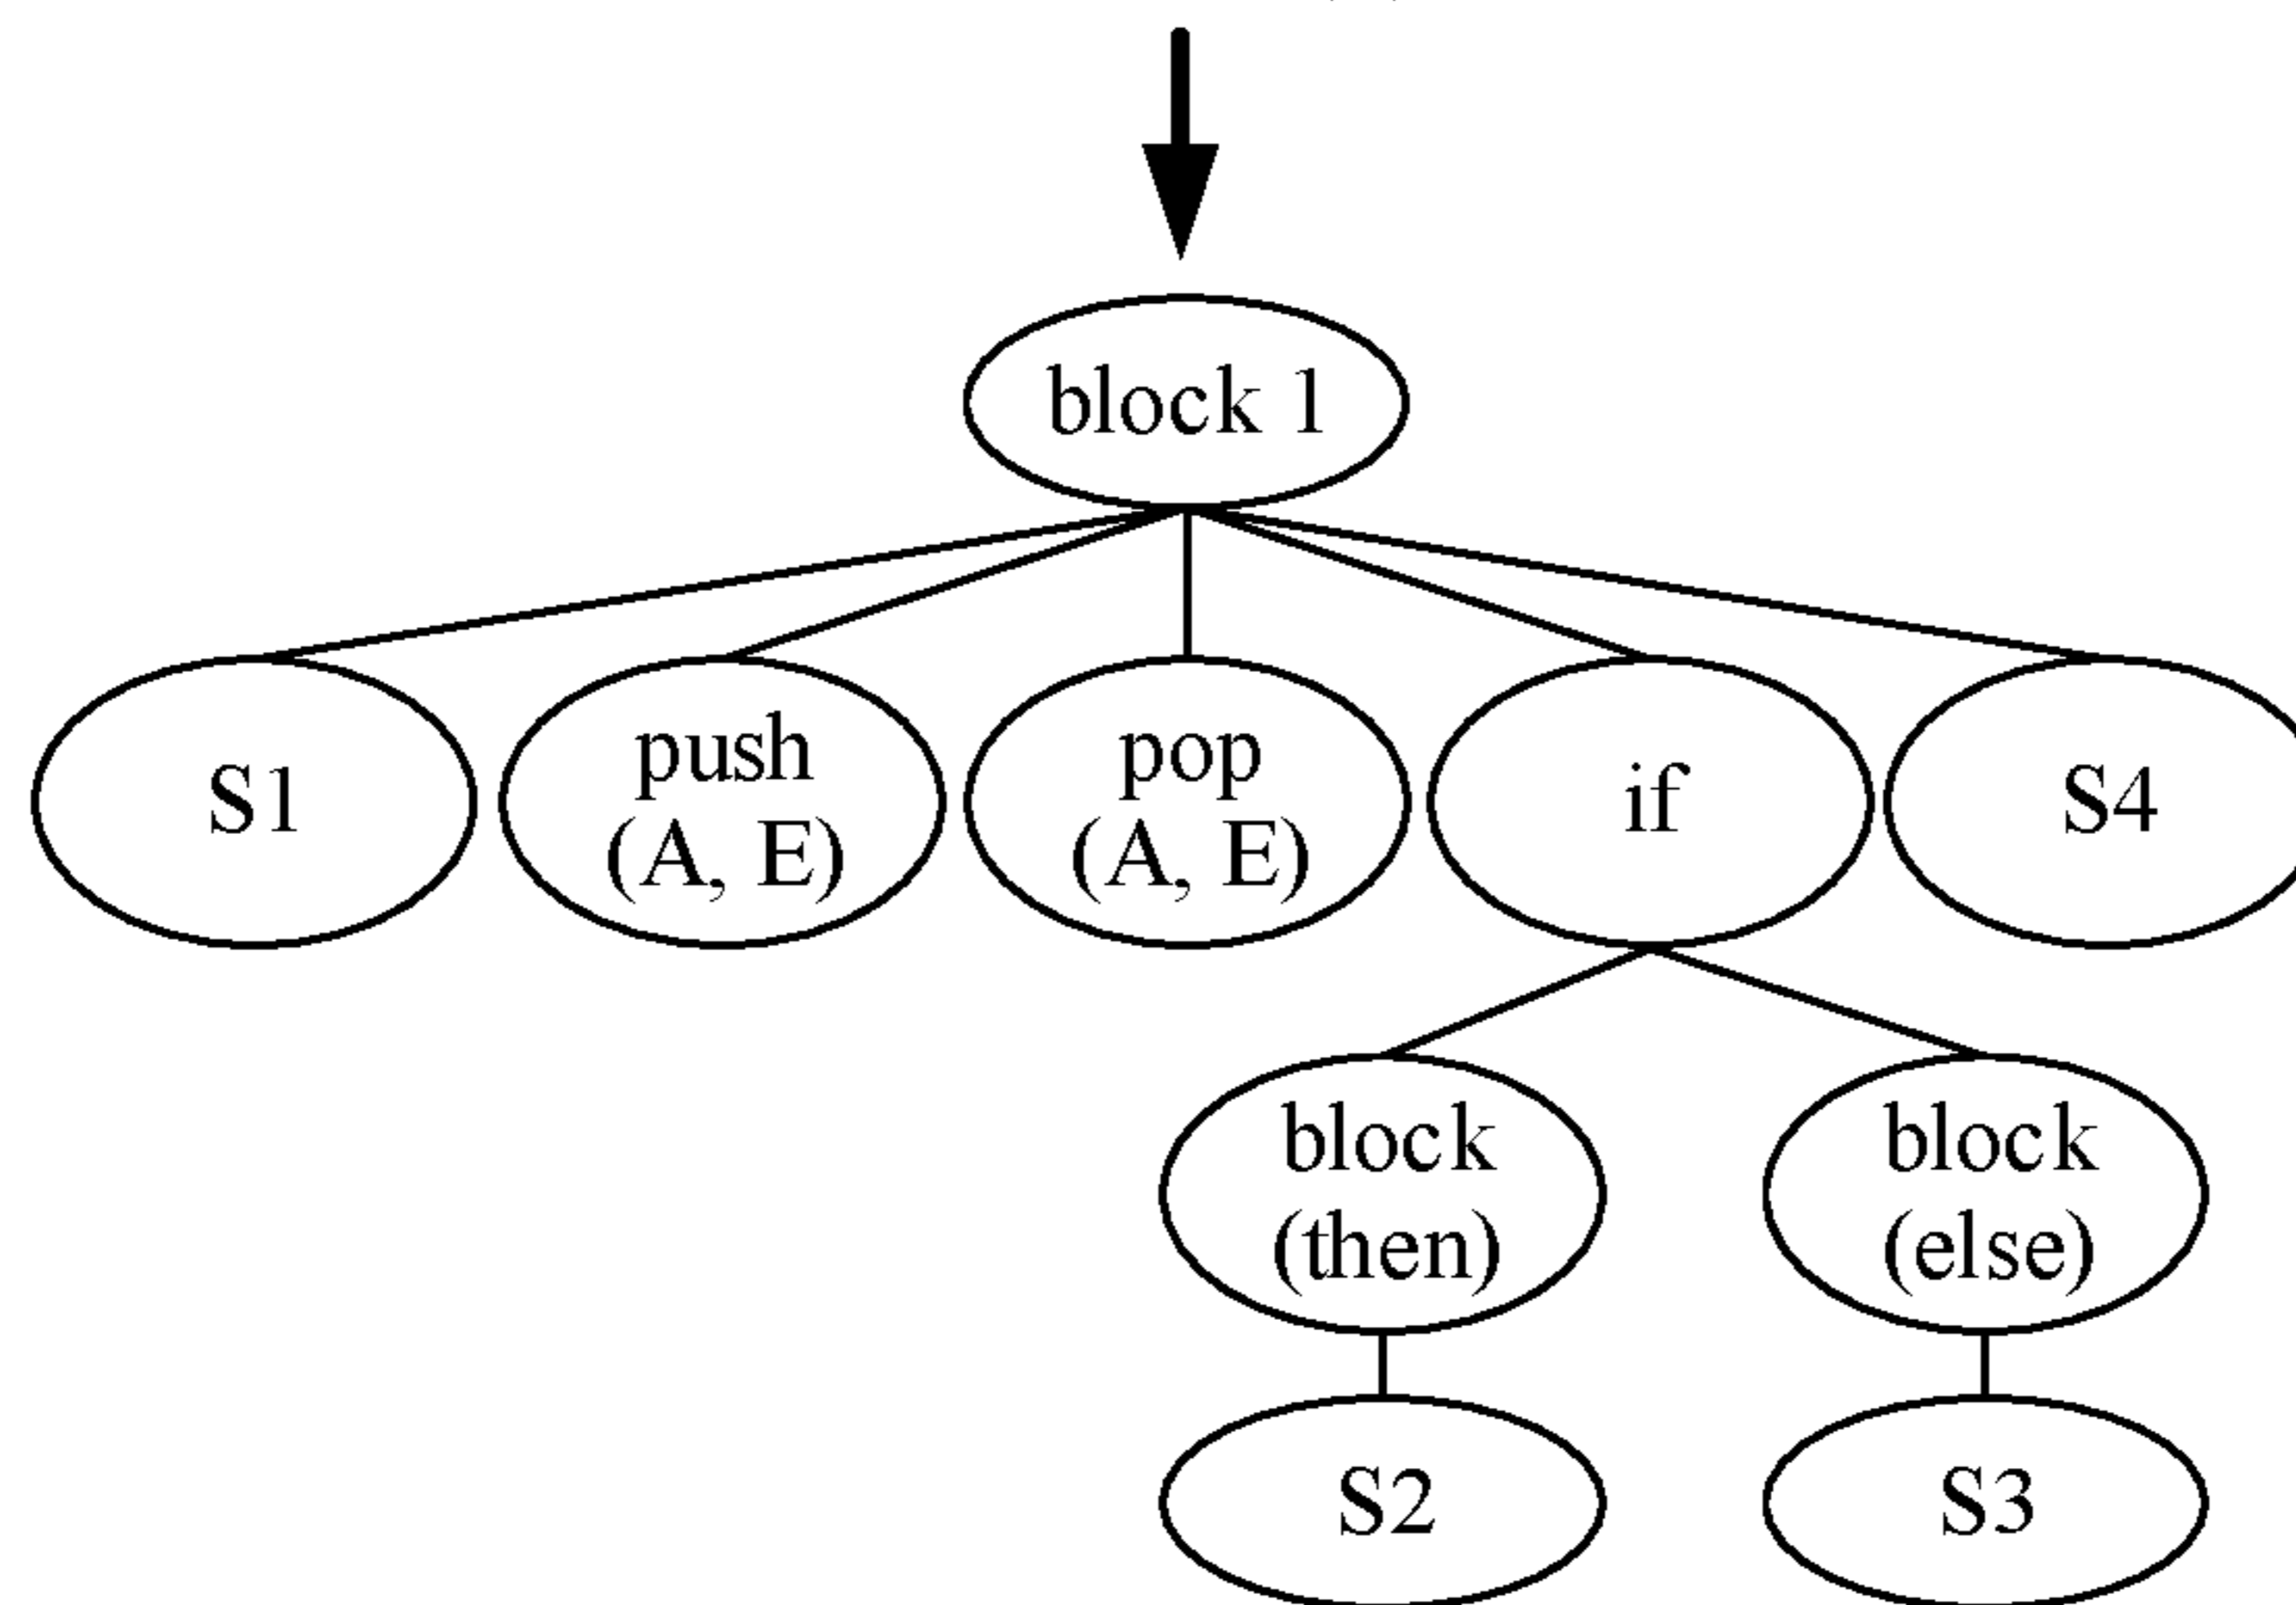 block 1
S1
push
(A, E)
pop
(A, E)
if
S4
block
(then)
block
(else)
S2
S3